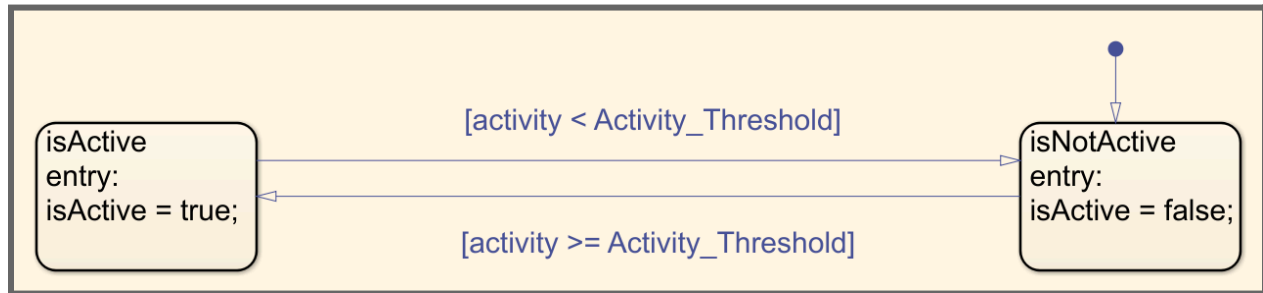 [activity < Activity_Threshold]
isActive
entry:
isActive = true;
isNotActive
entry:
isActive = false;
[activity >= Activity_Threshold]